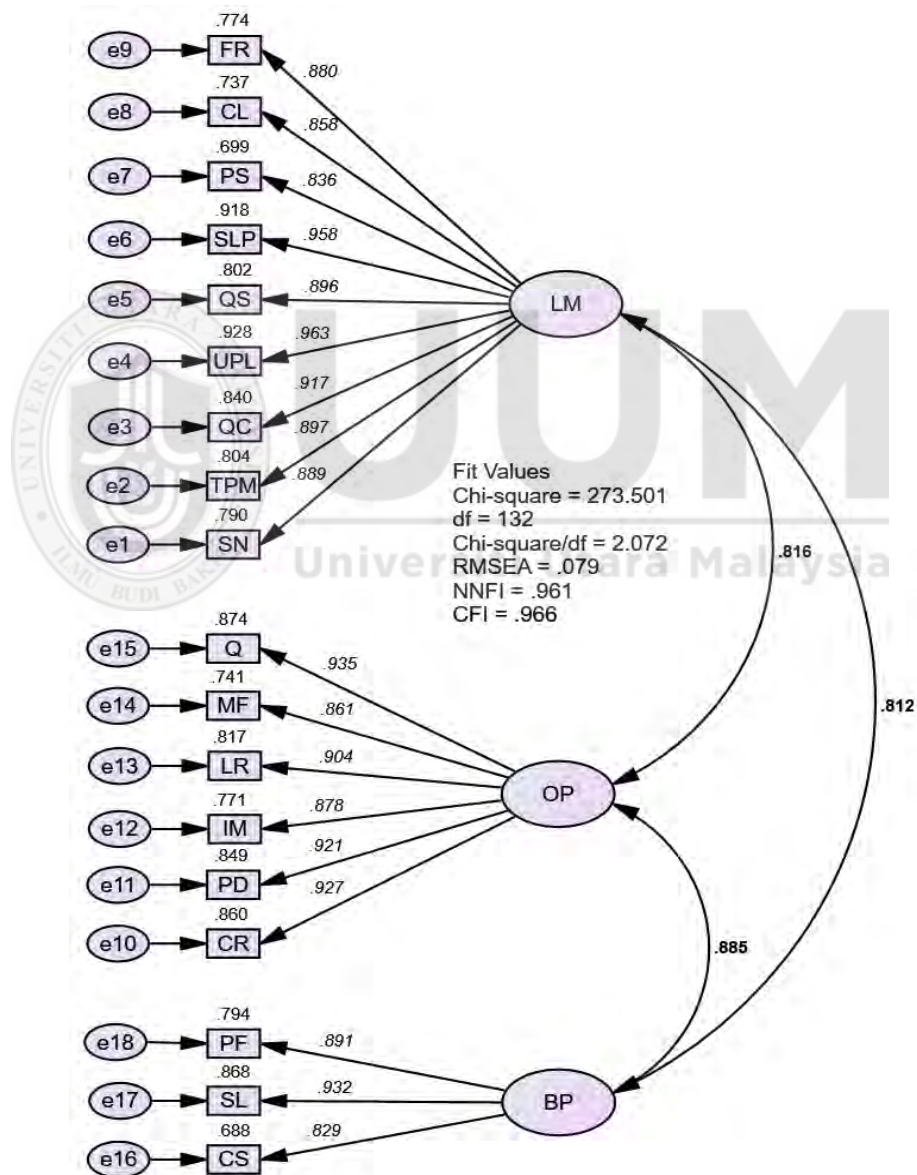 .774
e9 FR
.880
.737
e8 CL
.858
.699
e7 PS
.836
.918
e6 SLP
.958
.802
e5 QS
.896
LM
.928
e4 UPL
.963
.840
e3 QC
.917
.804
e2 TPM
.897
.790
e1 SN
.889
UUM
UNIVERSITI UTARA
ILMU BUDI BAKTI
Universiti Utara Malaysia
Fit Values
Chi-square = 273.501
df = 132
Chi-square/df = 2.072
RMSEA = .079
NNFI = .961
CFI = .966
.816
.812
.874
e15 Q
.935
.741
e14 MF
.861
.817
e13 LR
.904
OP
.771
e12 IM
.878
.849
e11 PD
.921
.860
e10 CR
.927
.885
.794
e18 PF
.891
.868
e17 SL
.932
BP
.688
e16 CS
.829